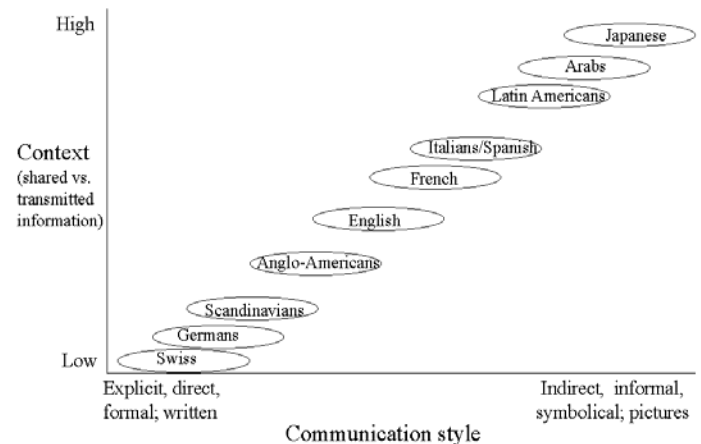 High
Japanese
Arabs
Latin Americans
Italians/Spanish
Context
(shared vs.
transmitted
information)
French
English
Anglo-Americans
Scandinavians
Germans
Swiss
Low
Explicit, direct,
formal; written
Indirect, informal,
symbolical; pictures
Communication style